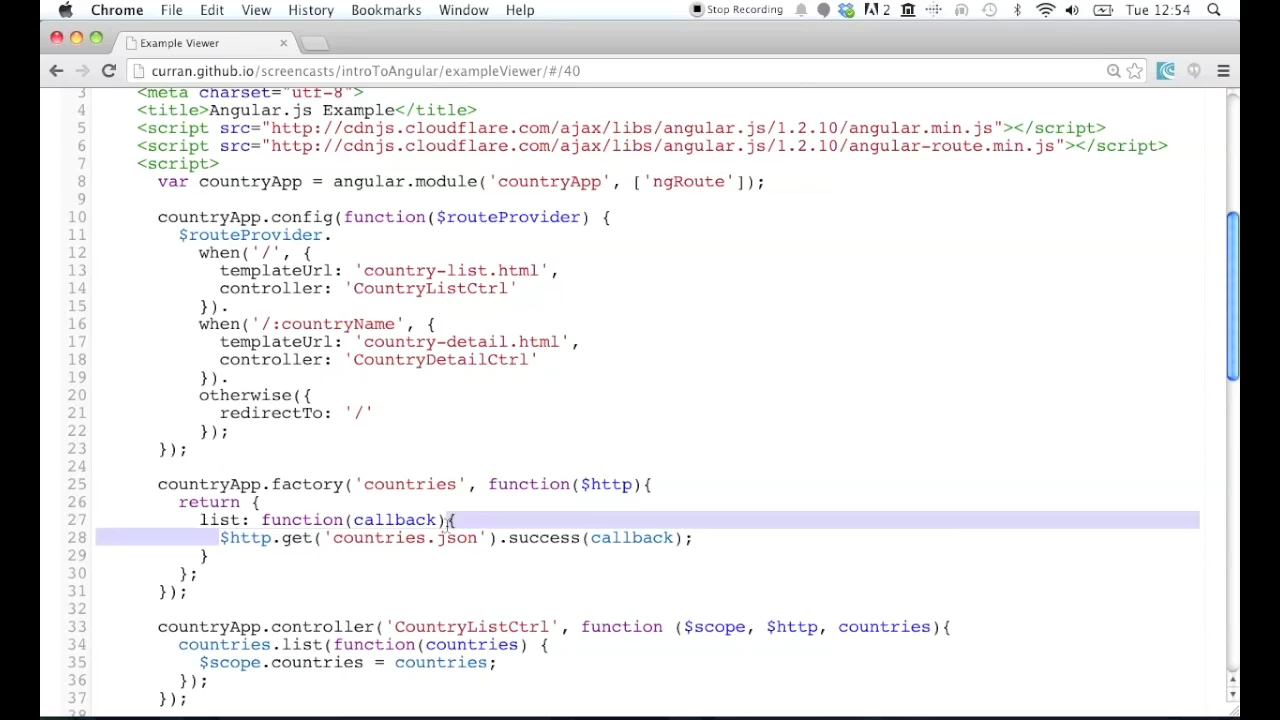 Chrome File Edit View History Bookmarks Window Help Stop Recording 2 Tue 12:54
Example Viewer
curran.github.io/screencasts/introToAngular/exampleViewer/#/40
3 <meta charset="utf-8">
4 <title>Angular.js Example</title>
5 <script src="http://cdnjs.cloudflare.com/ajax/libs/angular.js/1.2.10/angular.min.js"></script>
6 <script src="http://cdnjs.cloudflare.com/ajax/libs/angular.js/1.2.10/angular-route.min.js"></script>
7 <script>
8 var countryApp = angular.module('countryApp', ['ngRoute']);
9
10 countryApp.config(function($routeProvider) {
11 $routeProvider.
12 when('/', {
13 templateUrl: 'country-list.html',
14 controller: 'CountryListCtrl'
15 }).
16 when('/:countryName', {
17 templateUrl: 'country-detail.html',
18 controller: 'CountryDetailCtrl'
19 }).
20 otherwise({
21 redirectTo: '/'
22 });
23 });
24
25 countryApp.factory('countries', function($http){
26 return {
27 list: function(callback){
28 $http.get('countries.json').success(callback);
29 }
30 };
31 });
32
33 countryApp.controller('CountryListCtrl', function ($scope, $http, countries){
34 countries.list(function(countries) {
35 $scope.countries = countries;
36 });
37 });
38